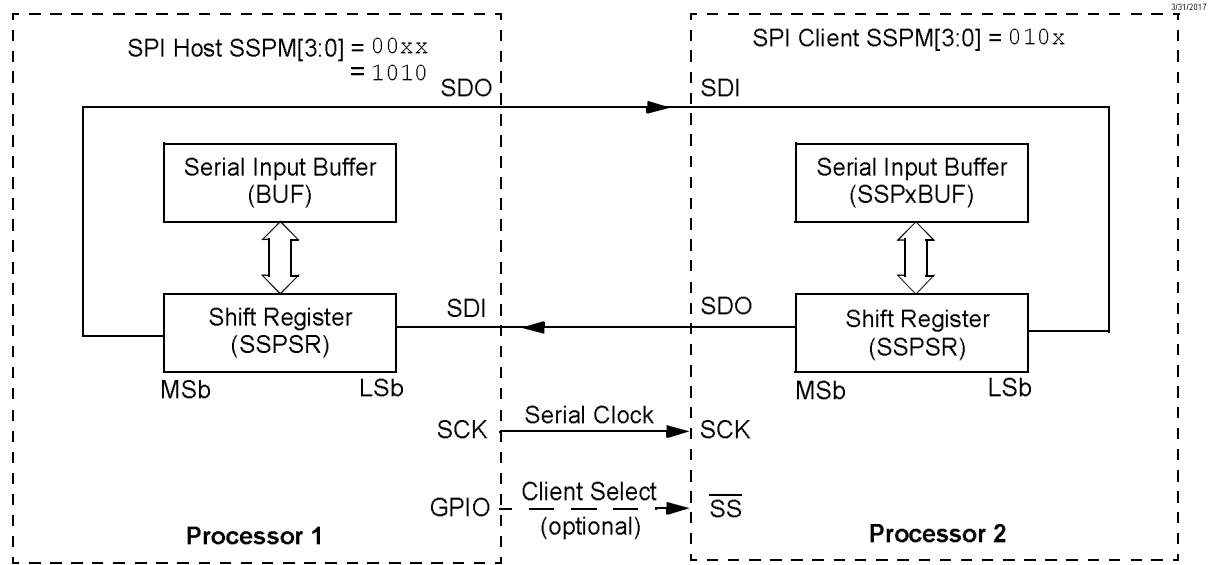 3/31/2017
SPI Host SSPM[3:0] = 00xx
= 1010
SPI Client SSPM[3:0] = 010x
SDO
SDI
Serial Input Buffer
(BUF)
Serial Input Buffer
(SSPxBUF)
Shift Register
(SSPSR)
SDI
SDO
Shift Register
(SSPSR)
MSb
LSb
MSb
LSb
SCK
Serial Clock
SCK
GPIO
Client Select
(optional)
SS
Processor 1
Processor 2